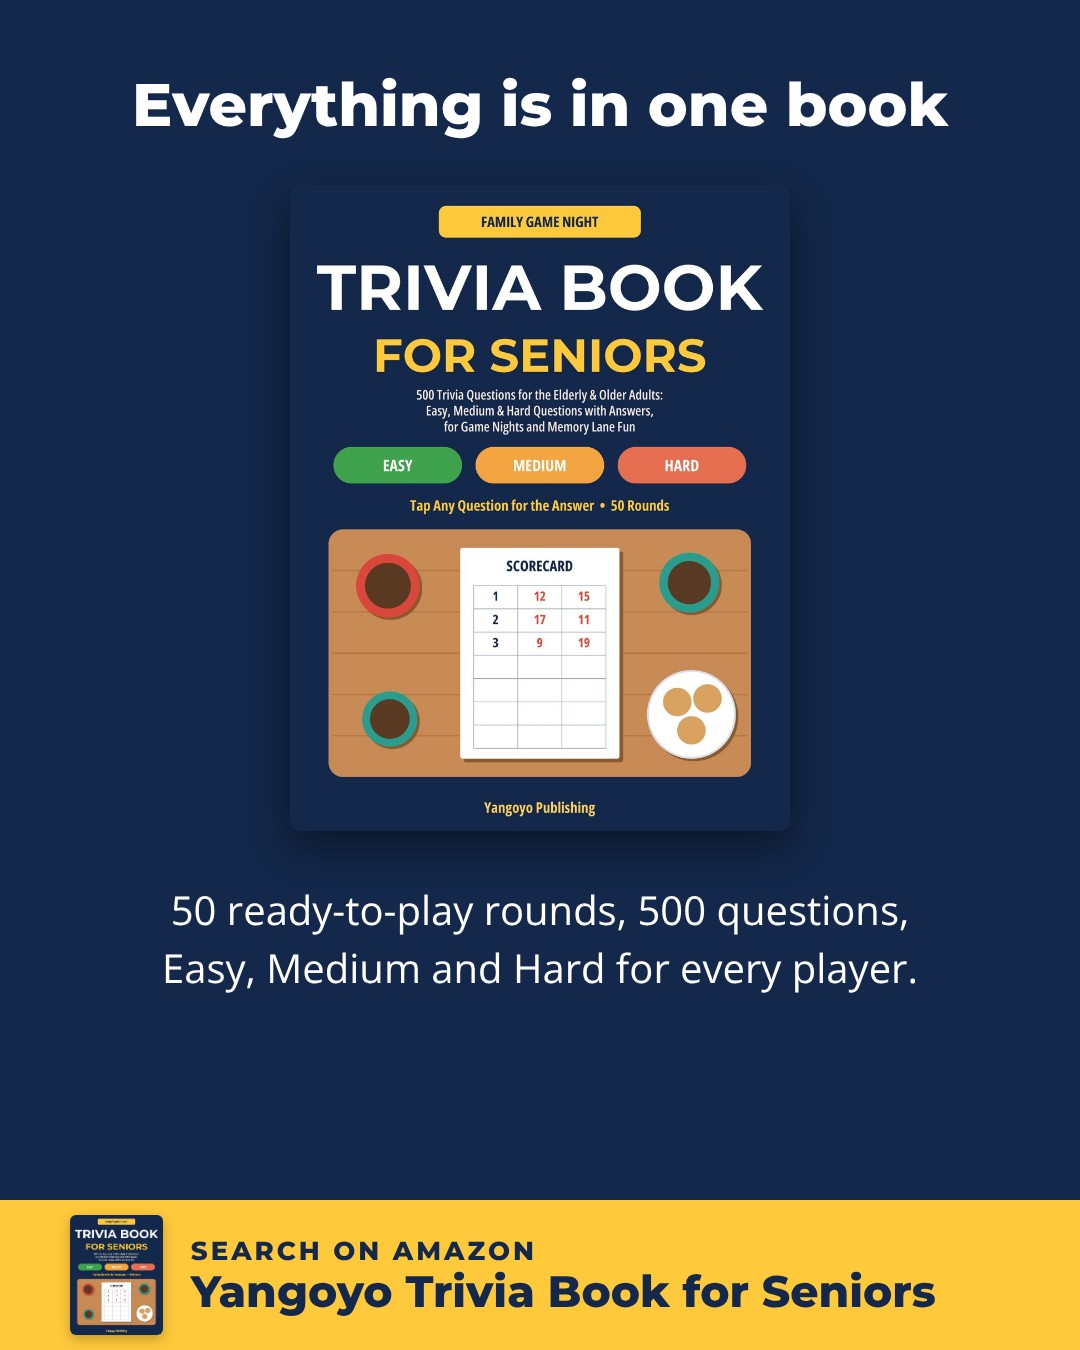 Everything is in one book
FAMILY GAME NIGHT
TRIVIA BOOK
FOR SENIORS
500 Trivia Questions for the Elderly & Older Adults:
Easy, Medium & Hard Questions with Answers,
for Game Nights and Memory Lane Fun
EASY MEDIUM HARD
Tap Any Question for the Answer • 50 Rounds
SCORECARD
1 12 15
2 17 11
3 9 19
Yangoyo Publishing
50 ready-to-play rounds, 500 questions,
Easy, Medium and Hard for every player.
TRIVIA BOOK
FOR SENIORS
SEARCH ON AMAZON
Yangoyo Trivia Book for Seniors